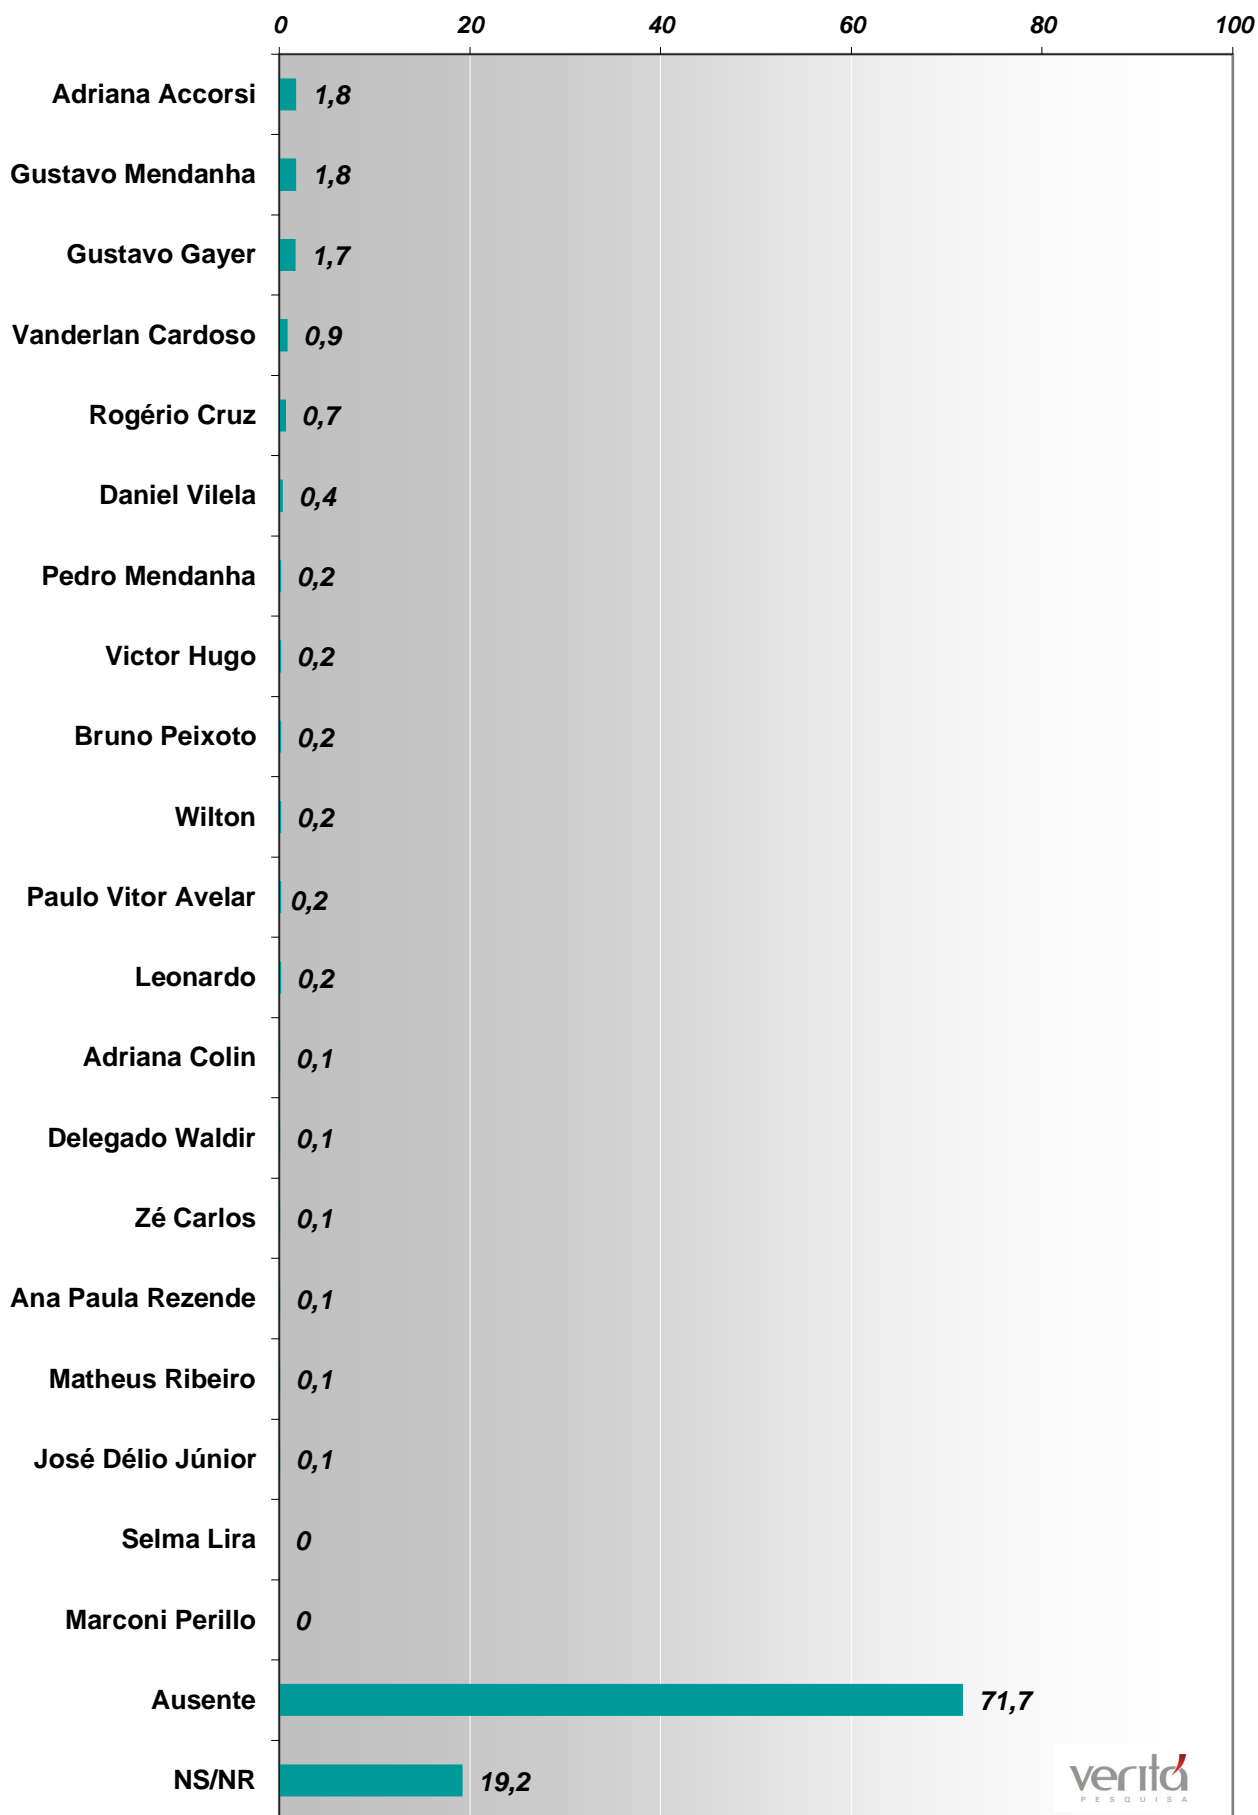 0 20 40 60 80 100
Adriana Accorsi 1,8
Gustavo Mendanha 1,8
Gustavo Gayer 1,7
Vanderlan Cardoso 0,9
Rogério Cruz 0,7
Daniel Vilela 0,4
Pedro Mendanha 0,2
Victor Hugo 0,2
Bruno Peixoto 0,2
Wilton 0,2
Paulo Vitor Avelar 0,2
Leonardo 0,2
Adriana Colin 0,1
Delegado Waldir 0,1
Zé Carlos 0,1
Ana Paula Rezende 0,1
Matheus Ribeiro 0,1
José Délio Júnior 0,1
Selma Lira 0
Marconi Perillo 0
Ausente 71,7
NS/NR 19,2
veritá
PESQUISA